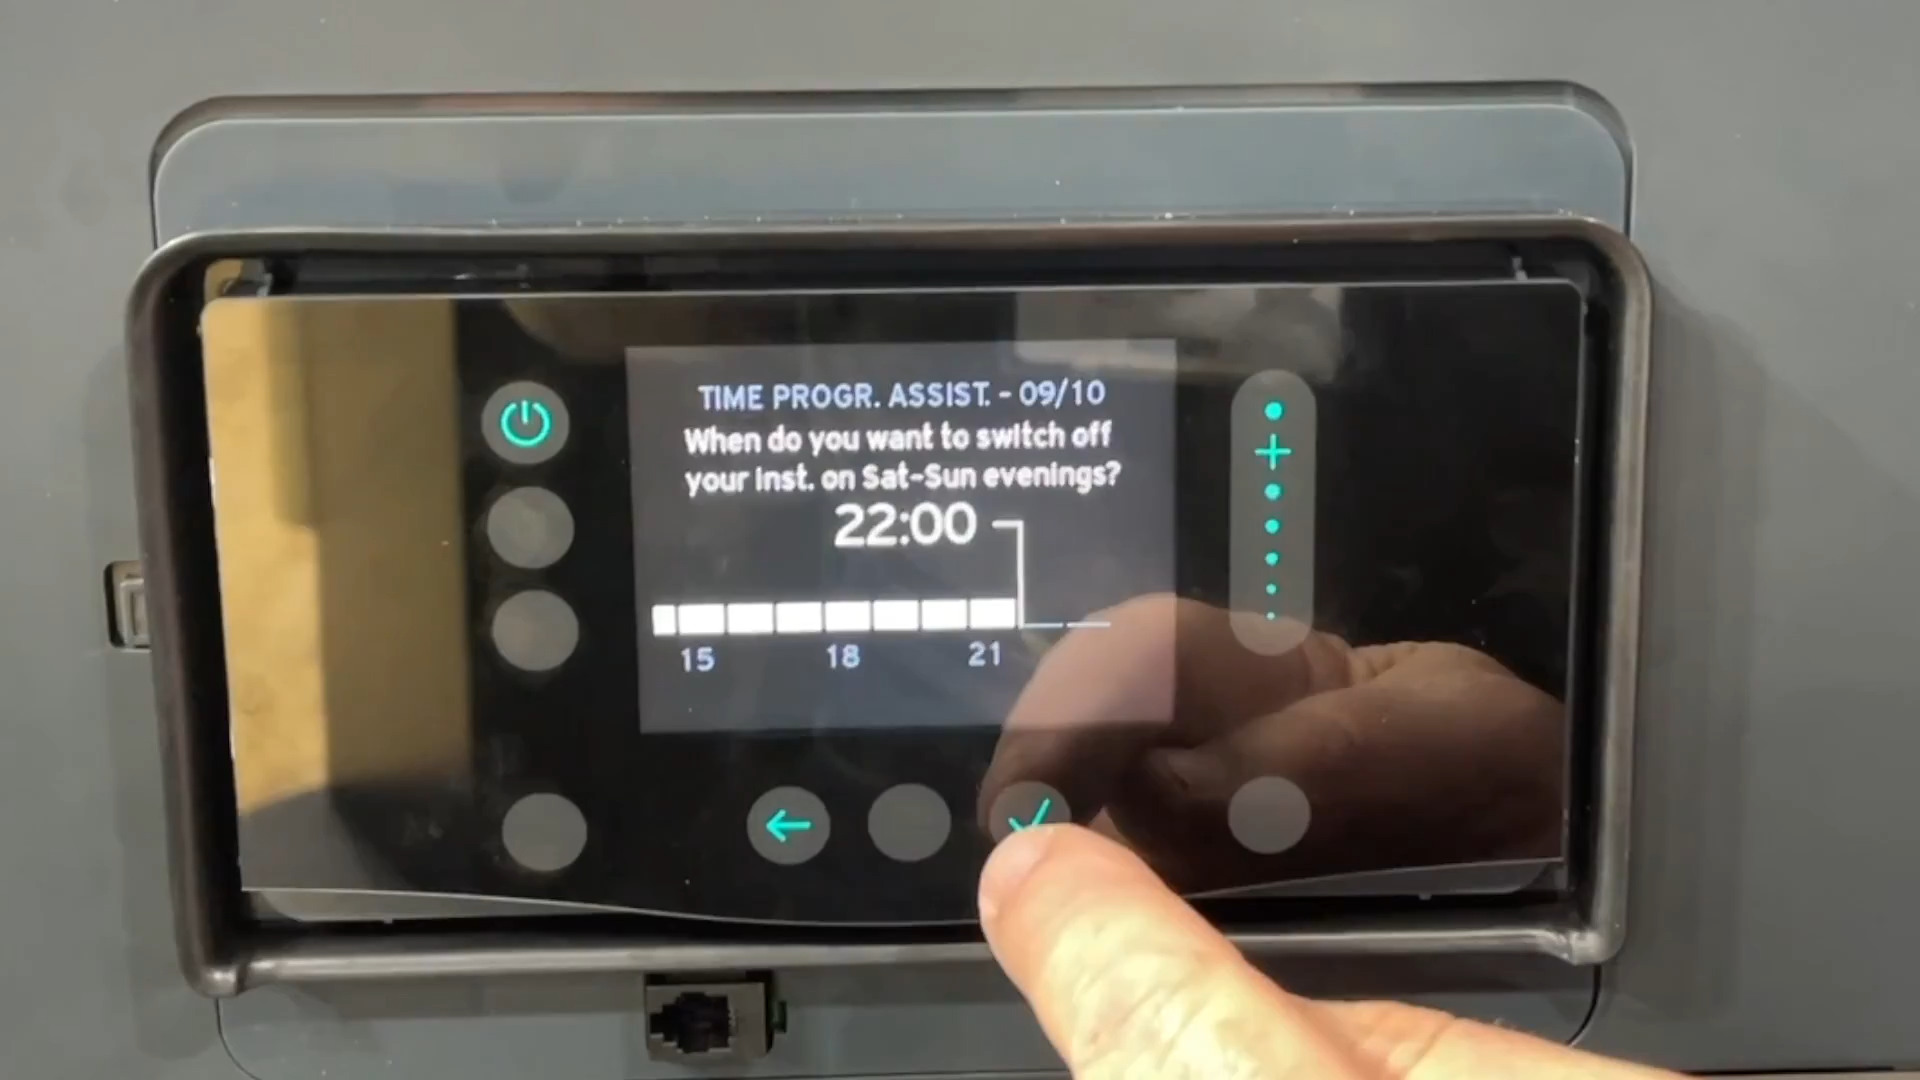 TIME PROGR. ASSIST. - 09/10
When do you want to switch off
your inst. on Sat-Sun evenings?
22:00
15 18 21